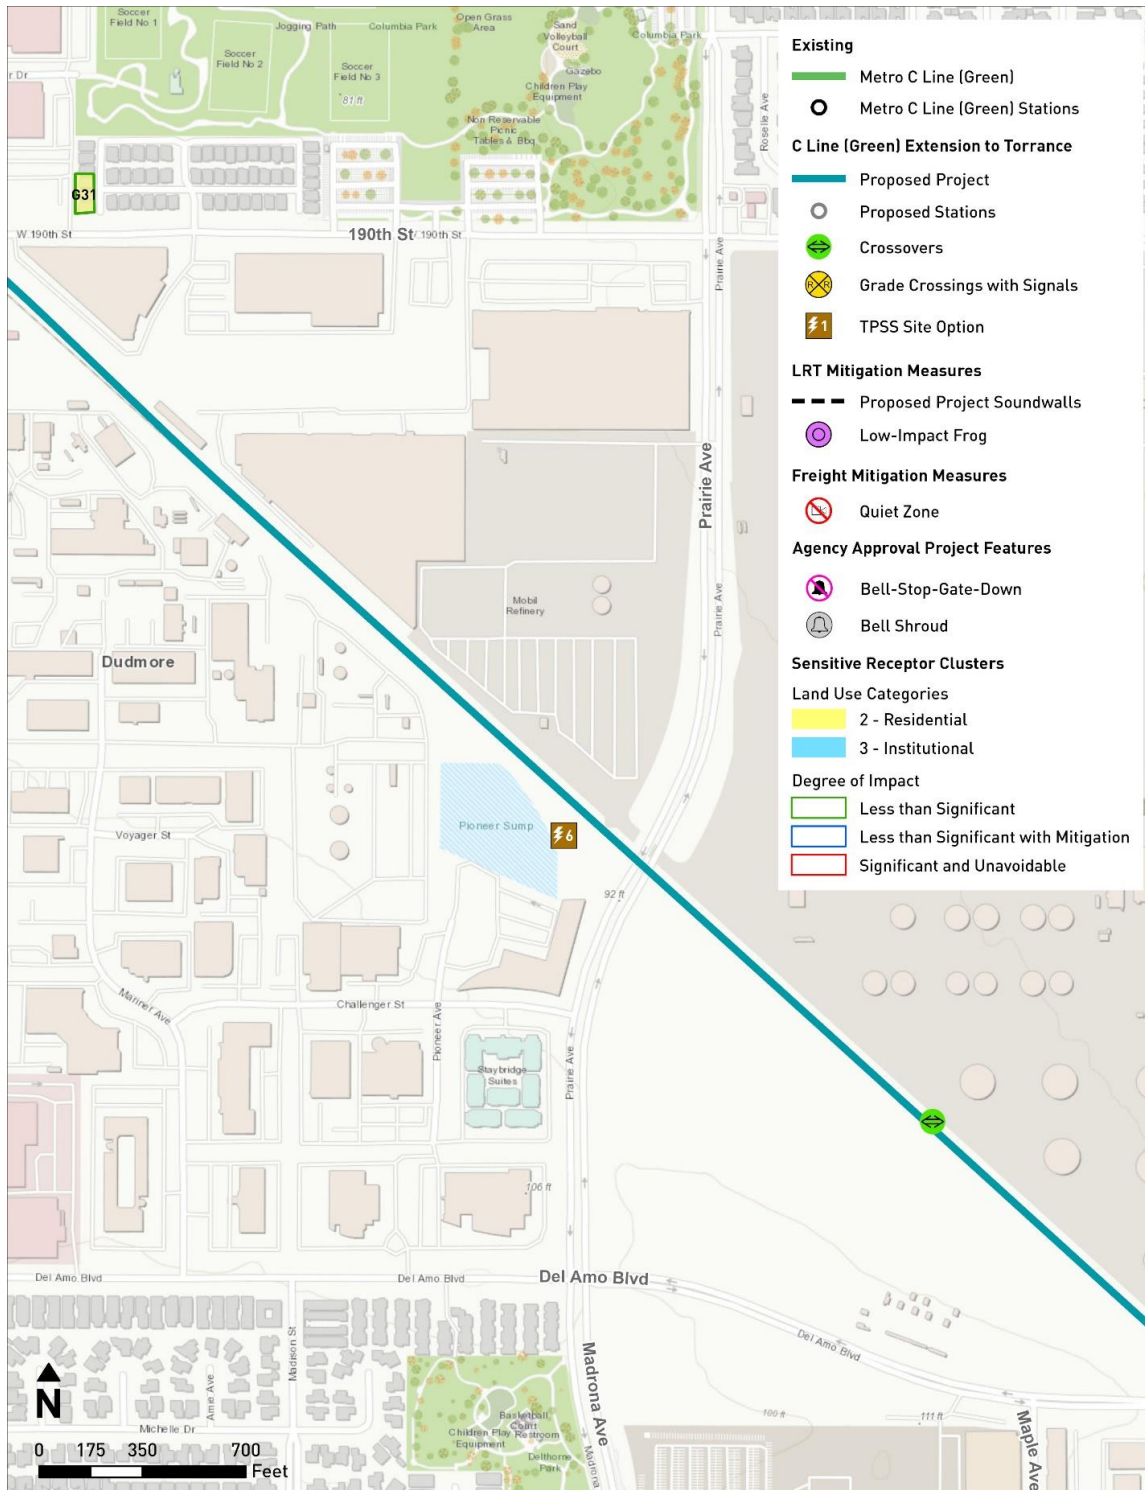 Soccer
Field No 1
Jogging Path
Columbia Park
Open Grass
Area
Sand
Volleyball
Court
Columbia Park
Soccer
Field No 2
Soccer
Field No 3
81 ft
Gazebo
Children Play
Equipment
Non Reservable
Picnic
Tables & Bbq
r Dr
Roselle Ave
G31
W 190th St
190th St
190th St
Prairie Ave
Prairie Ave
Prairie Ave
Mobil
Refinery
Dudmore
Voyager St
Pioneer Sump
6
92 ft
Mariner Ave
Challenger St
Pioneer Ave
Prairie Ave
Staybridge
Suites
106 ft
Del Amo Blvd
Del Amo Blvd
Del Amo Blvd
Del Amo Blvd
Madison St
Amie Ave
Michelle Dr
Madrona Ave
Madrona
Basketball
Court
Children Play
Equipment
Restroom
Delthorne
Park
100 ft
111 ft
Maple Ave
N
0 175 350 700
Feet
Existing
Metro C Line (Green)
Metro C Line (Green) Stations
C Line (Green) Extension to Torrance
Proposed Project
Proposed Stations
Crossovers
R R
Grade Crossings with Signals
1
TPSS Site Option
LRT Mitigation Measures
Proposed Project Soundwalls
Low-Impact Frog
Freight Mitigation Measures
Quiet Zone
Agency Approval Project Features
Bell-Stop-Gate-Down
Bell Shroud
Sensitive Receptor Clusters
Land Use Categories
2 - Residential
3 - Institutional
Degree of Impact
Less than Significant
Less than Significant with Mitigation
Significant and Unavoidable